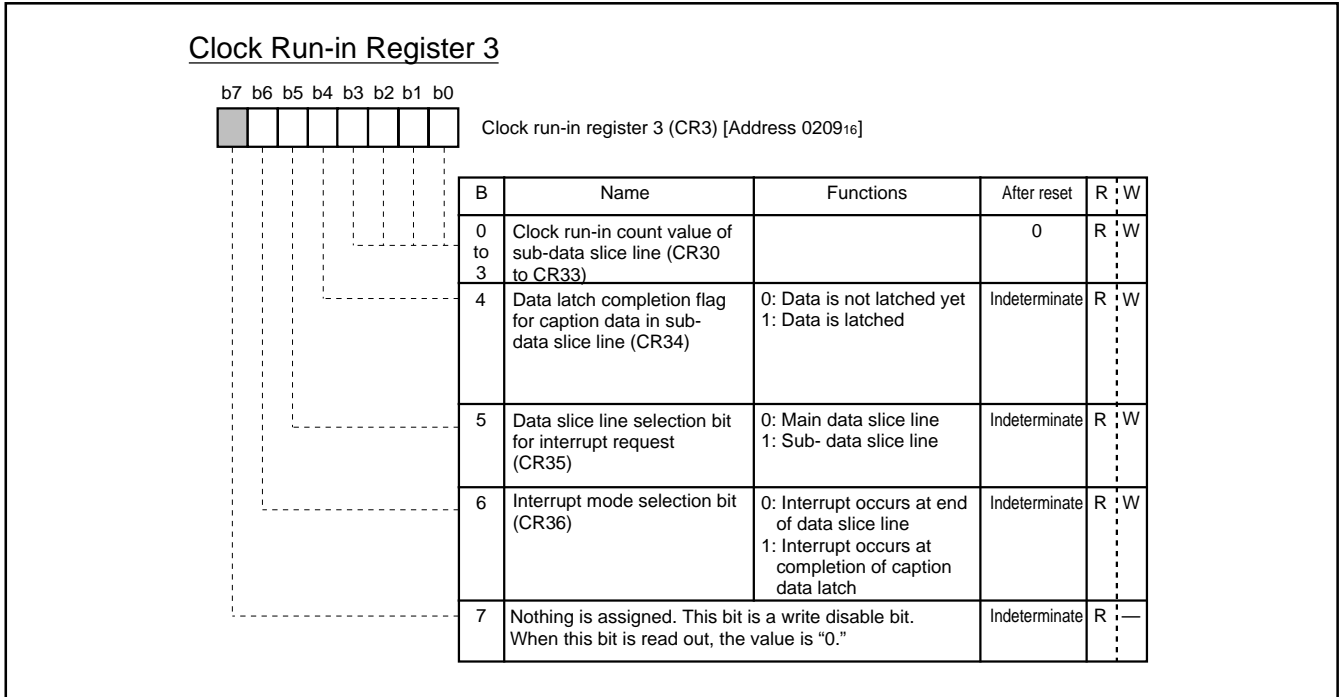 Clock Run-in Register 3
b7 b6 b5 b4 b3 b2 b1 b0
Clock run-in register 3 (CR3) [Address 020916]
B Name Functions After reset R W
0 to 3 Clock run-in count value of sub-data slice line (CR30 to CR33) 0 R W
4 Data latch completion flag for caption data in sub-data slice line (CR34) 0: Data is not latched yet 1: Data is latched Indeterminate R W
5 Data slice line selection bit for interrupt request (CR35) 0: Main data slice line 1: Sub- data slice line Indeterminate R W
6 Interrupt mode selection bit (CR36) 0: Interrupt occurs at end of data slice line 1: Interrupt occurs at completion of caption data latch Indeterminate R W
7 Nothing is assigned. This bit is a write disable bit. When this bit is read out, the value is “0.” Indeterminate R —